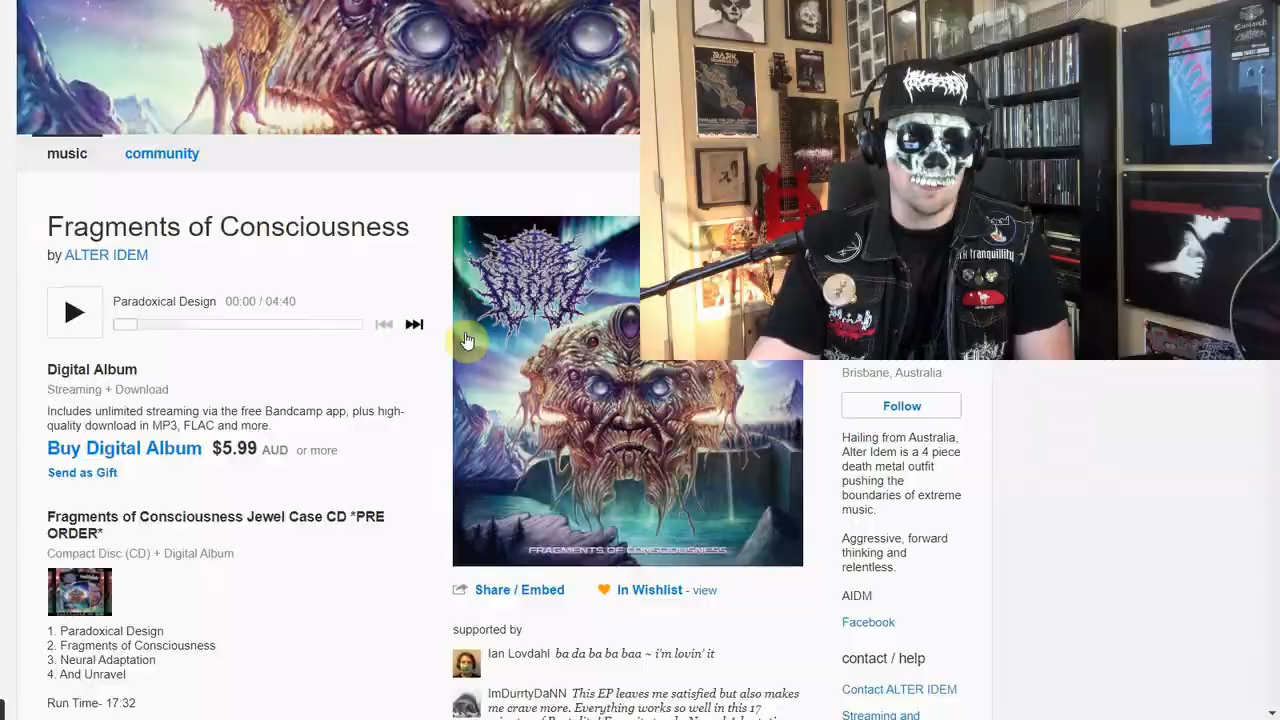 music
community
Fragments of Consciousness
by ALTER IDEM
Paradoxical Design 00:00 / 04:40
Digital Album
Streaming + Download
Includes unlimited streaming via the free Bandcamp app, plus high-
quality download in MP3, FLAC and more.
Buy Digital Album $5.99 AUD or more
Send as Gift
Fragments of Consciousness Jewel Case CD *PRE
ORDER*
Compact Disc (CD) + Digital Album
1. Paradoxical Design
2. Fragments of Consciousness
3. Neural Adaptation
4. And Unravel
Run Time- 17:32
FRAGMENTS OF CONSCIOUSNESS
Share / Embed
In Wishlist - view
supported by
Ian Lovdahl ba da ba ba baa ~ i'm lovin' it
ImDurrtyDaNN This EP leaves me satisfied but also makes
me crave more. Everything works so well in this 17
DARK
k tranquillity
Brisbane, Australia
Follow
Hailing from Australia,
Alter Idem is a 4 piece
death metal outfit
pushing the
boundaries of extreme
music.
Aggressive, forward
thinking and
relentless.
AIDM
Facebook
contact / help
Contact ALTER IDEM
Streaming and